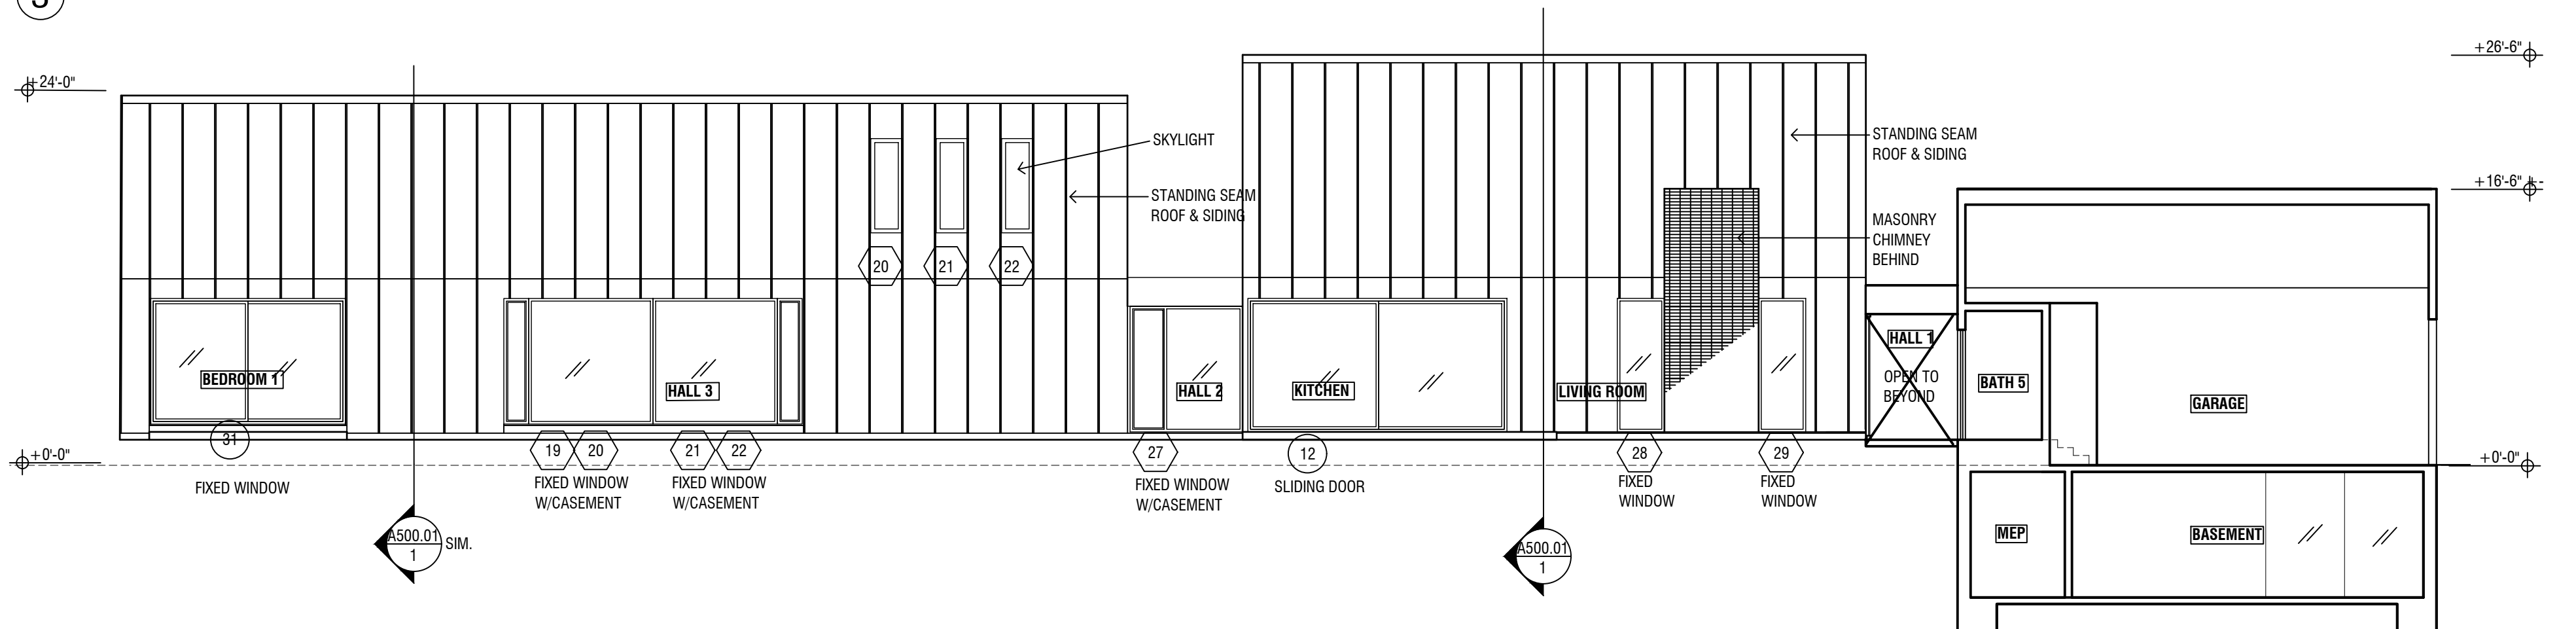 3
+26'-6"
+24'-0"
SKYLIGHT
STANDING SEAM
ROOF & SIDING
STANDING SEAM
ROOF & SIDING
+16'-6" +-
MASONRY
CHIMNEY
BEHIND
20
21
22
BEDROOM 1
HALL 3
HALL 2
KITCHEN
LIVING ROOM
HALL 1
OPEN TO
BEYOND
BATH 5
GARAGE
31
19
20
21
22
27
12
28
29
+0'-0"
+0'-0"
FIXED WINDOW
FIXED WINDOW
W/CASEMENT
FIXED WINDOW
W/CASEMENT
FIXED WINDOW
W/CASEMENT
SLIDING DOOR
FIXED
WINDOW
FIXED
WINDOW
A500.01
1
SIM.
A500.01
1
MEP
BASEMENT